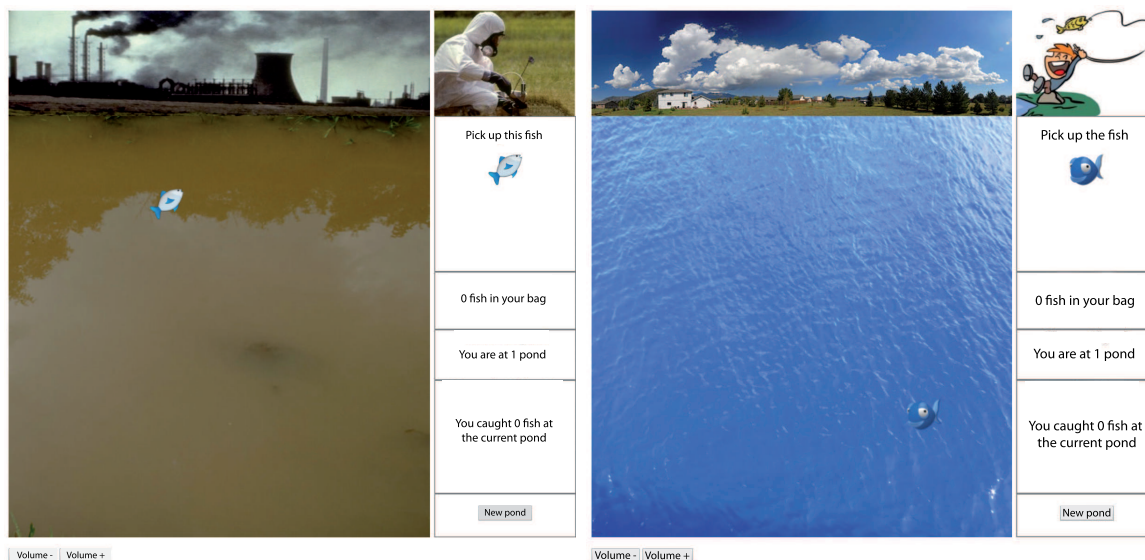 Pick up this fish
0 fish in your bag
You are at 1 pond
You caught 0 fish at
the current pond
New pond
Volume - Volume +
Pick up the fish
0 fish in your bag
You are at 1 pond
You caught 0 fish at
the current pond
New pond
Volume - Volume +